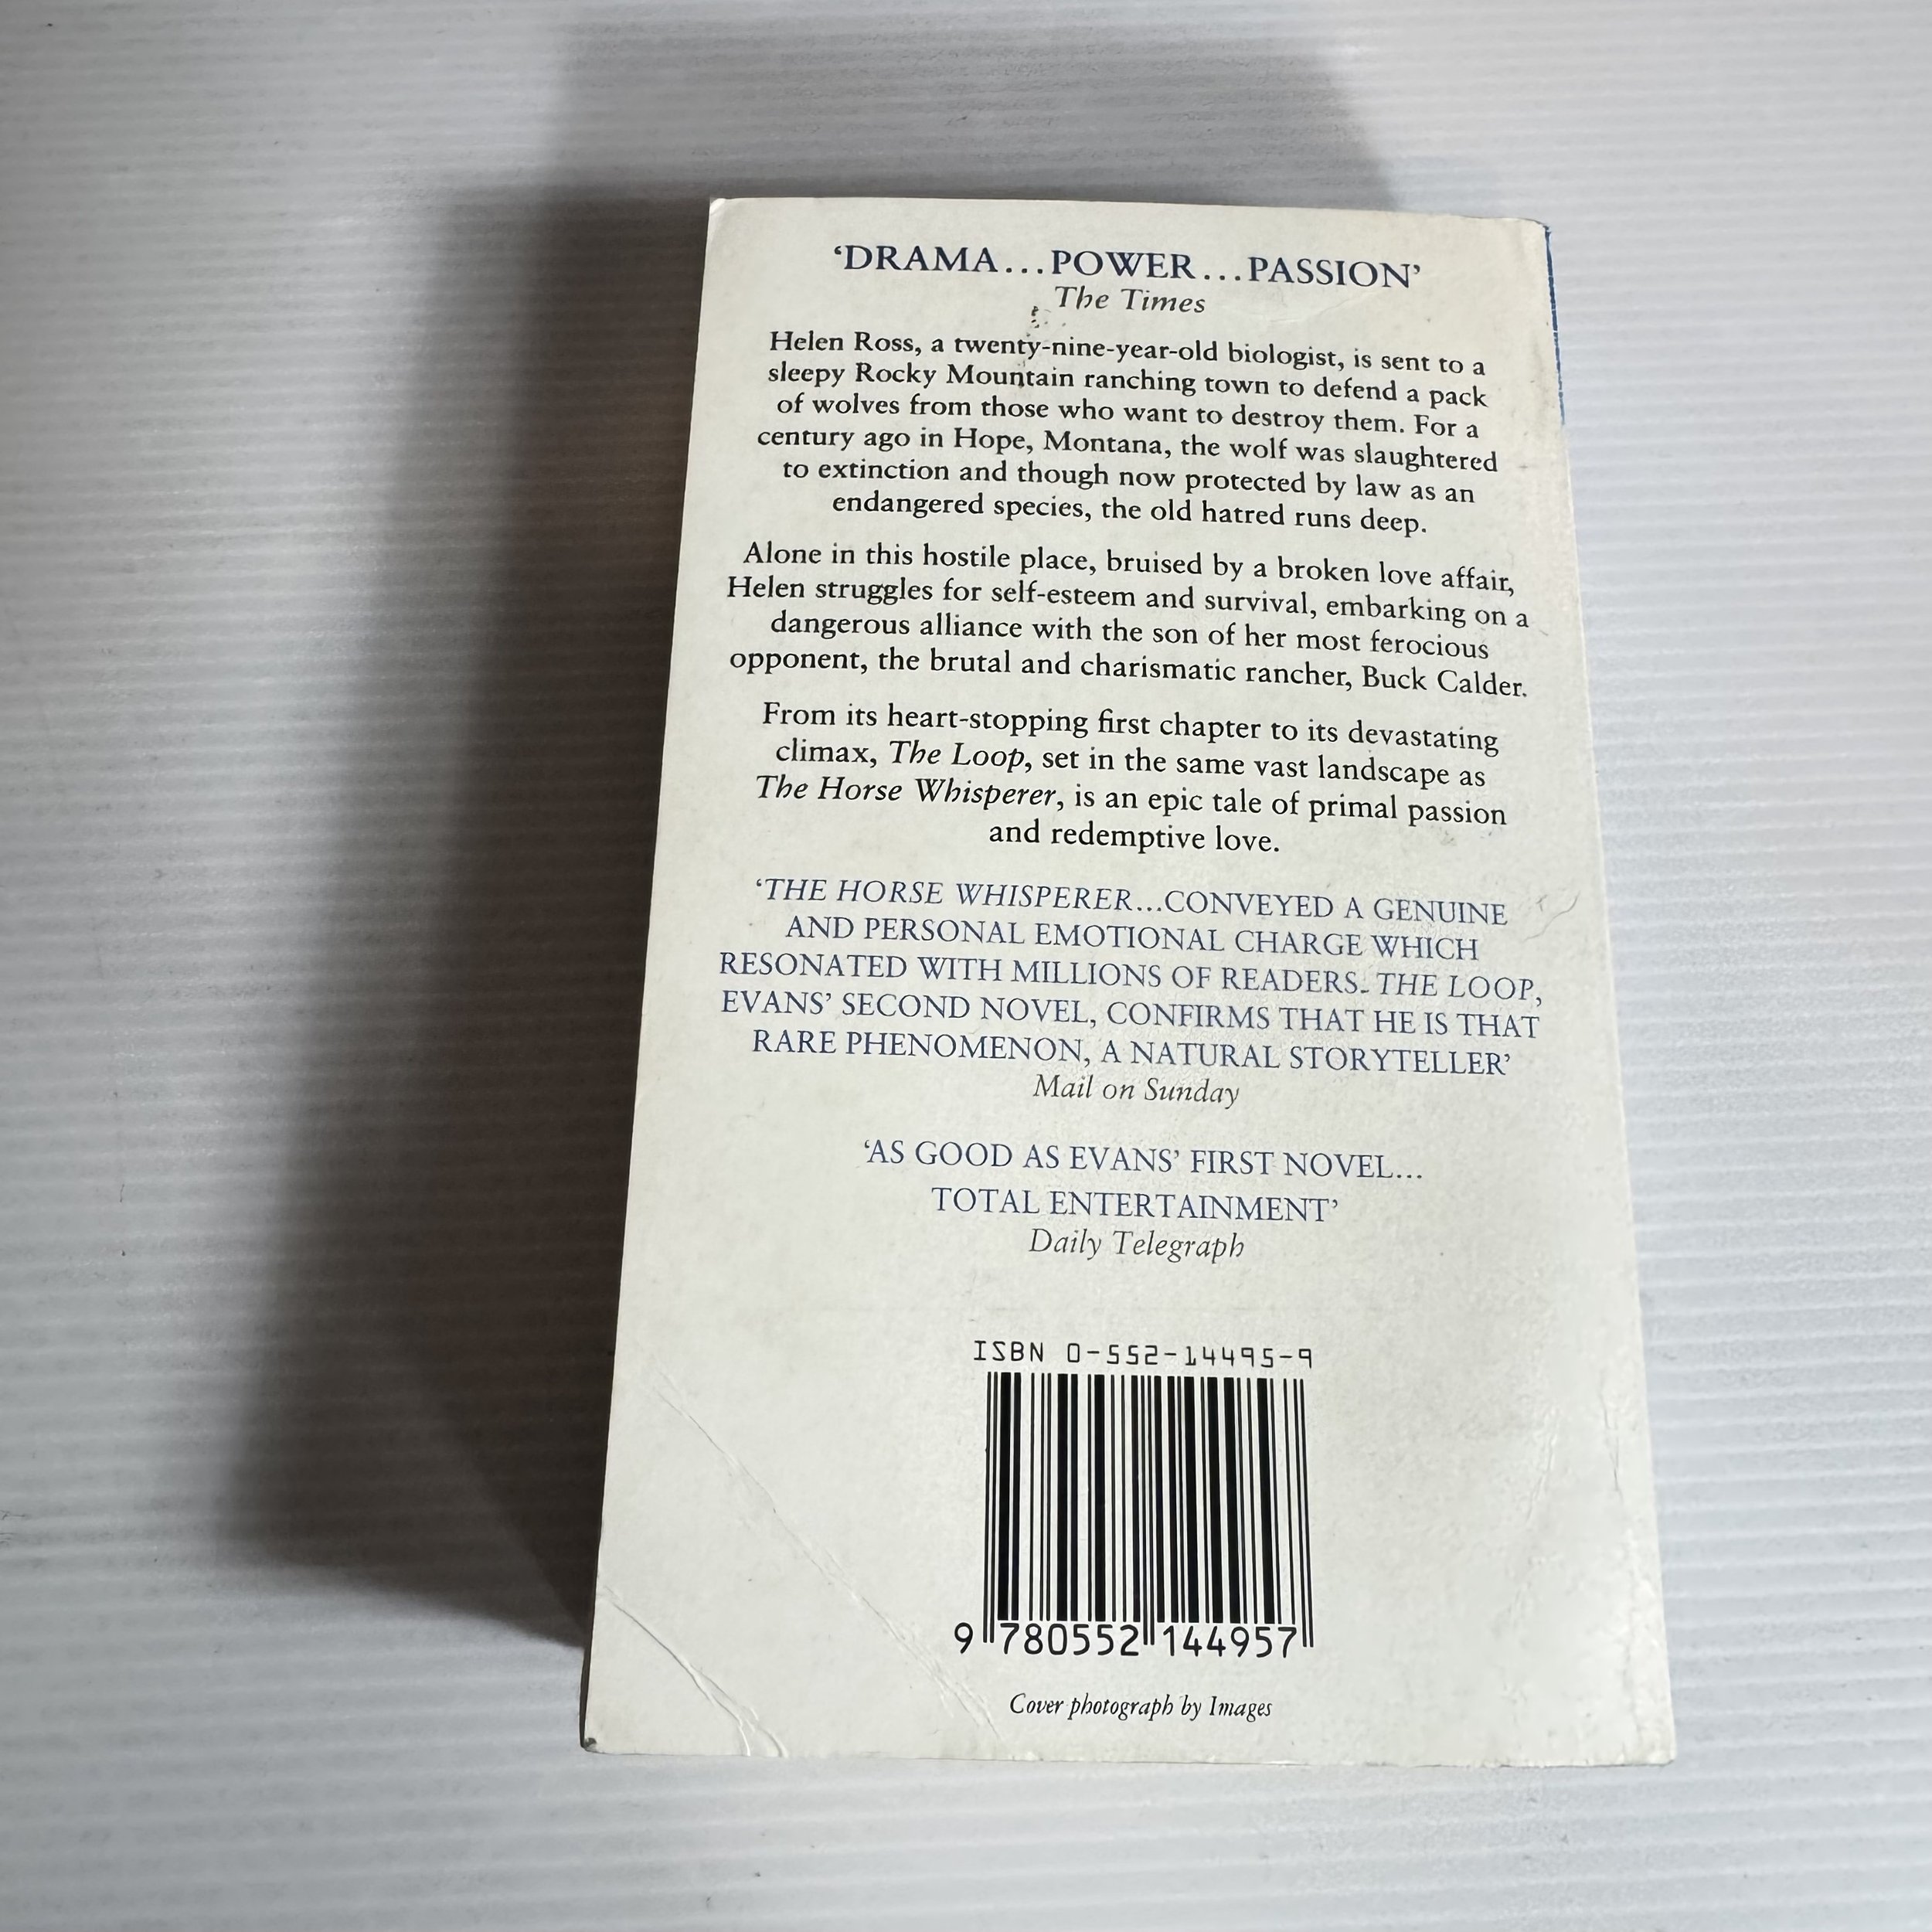 ‘DRAMA...POWER...PASSION’
The Times
Helen Ross, a twenty-nine-year-old biologist, is sent to a
sleepy Rocky Mountain ranching town to defend a pack
of wolves from those who want to destroy them. For a
century ago in Hope, Montana, the wolf was slaughtered
to extinction and though now protected by law as an
endangered species, the old hatred runs deep.
Alone in this hostile place, bruised by a broken love affair,
Helen struggles for self-esteem and survival, embarking on a
dangerous alliance with the son of her most ferocious
opponent, the brutal and charismatic rancher, Buck Calder.
From its heart-stopping first chapter to its devastating
climax, The Loop, set in the same vast landscape as
The Horse Whisperer, is an epic tale of primal passion
and redemptive love.
‘THE HORSE WHISPERER...CONVEYED A GENUINE
AND PERSONAL EMOTIONAL CHARGE WHICH
RESONATED WITH MILLIONS OF READERS. THE LOOP,
EVANS’ SECOND NOVEL, CONFIRMS THAT HE IS THAT
RARE PHENOMENON, A NATURAL STORYTELLER’
Mail on Sunday
‘AS GOOD AS EVANS’ FIRST NOVEL...
TOTAL ENTERTAINMENT’
Daily Telegraph
ISBN 0-552-14495-9
9 780552 144957
Cover photograph by Images